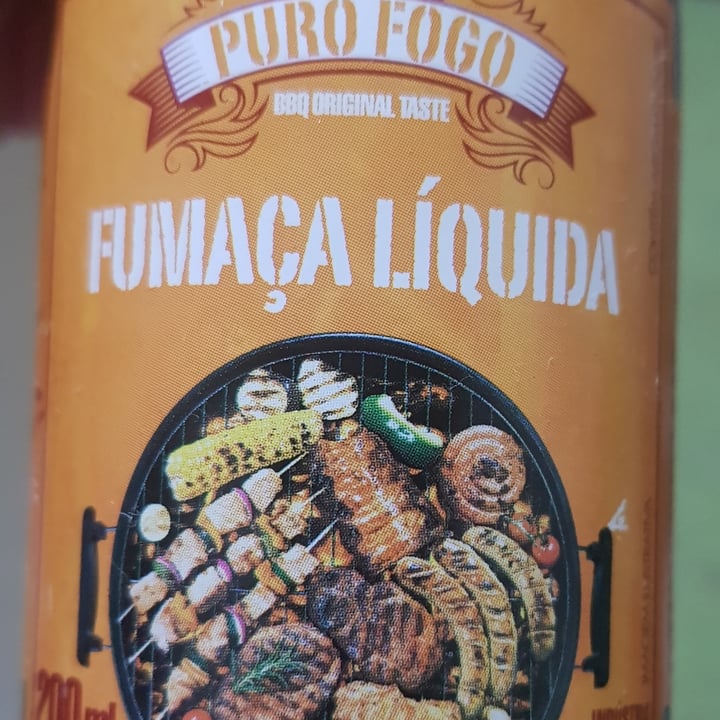 PURO FOGO
BBQ ORIGINAL TASTE
FUMAÇA LÍQUIDA
200 ml